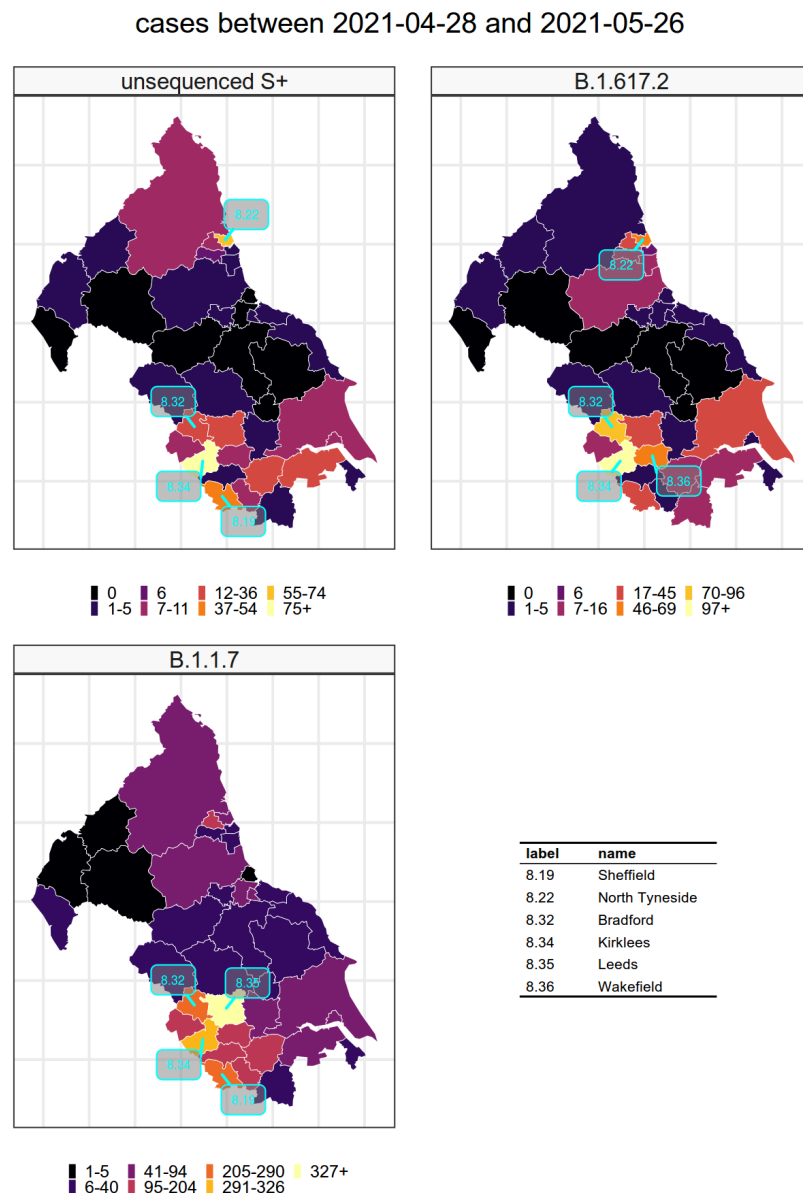 cases between 2021-04-28 and 2021-05-26
unsequenced S+
B.1.617.2
8.22
8.32
8.34
8.19
8.22
8.32
8.34
8.36
0 6 12-36 55-74
1-5 7-11 37-54 75+
0 6 17-45 70-96
1-5 7-16 46-69 97+
B.1.1.7
8.32
8.35
8.34
8.19
label name
8.19 Sheffield
8.22 North Tyneside
8.32 Bradford
8.34 Kirklees
8.35 Leeds
8.36 Wakefield
1-5 41-94 205-290 327+
6-40 95-204 291-326